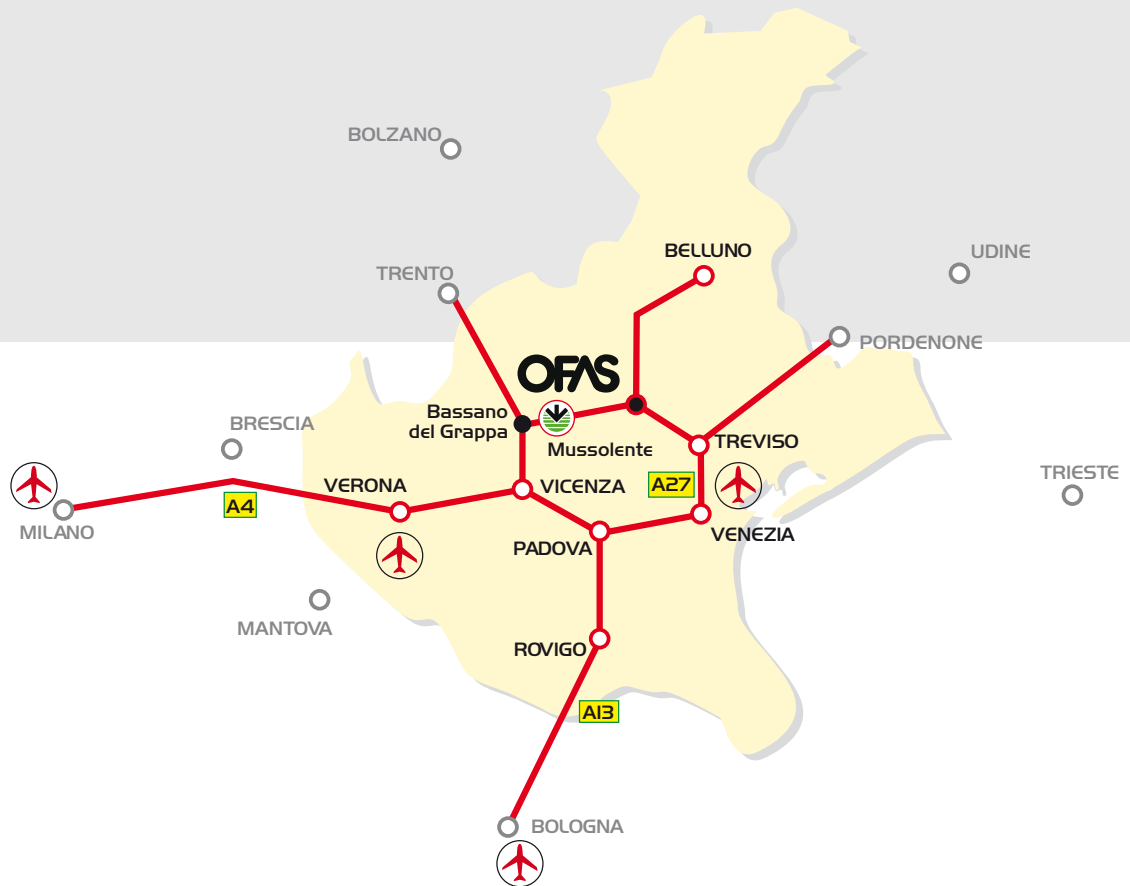 BOLZANO
BELLUNO
UDINE
TRENTO
PORDENONE
OFAS
Bassano
del Grappa
Mussolente
BRESCIA
TREVISO
TRIESTE
VERONA
VICENZA
A27
A4
MILANO
PADOVA
VENEZIA
MANTOVA
ROVIGO
A13
BOLOGNA